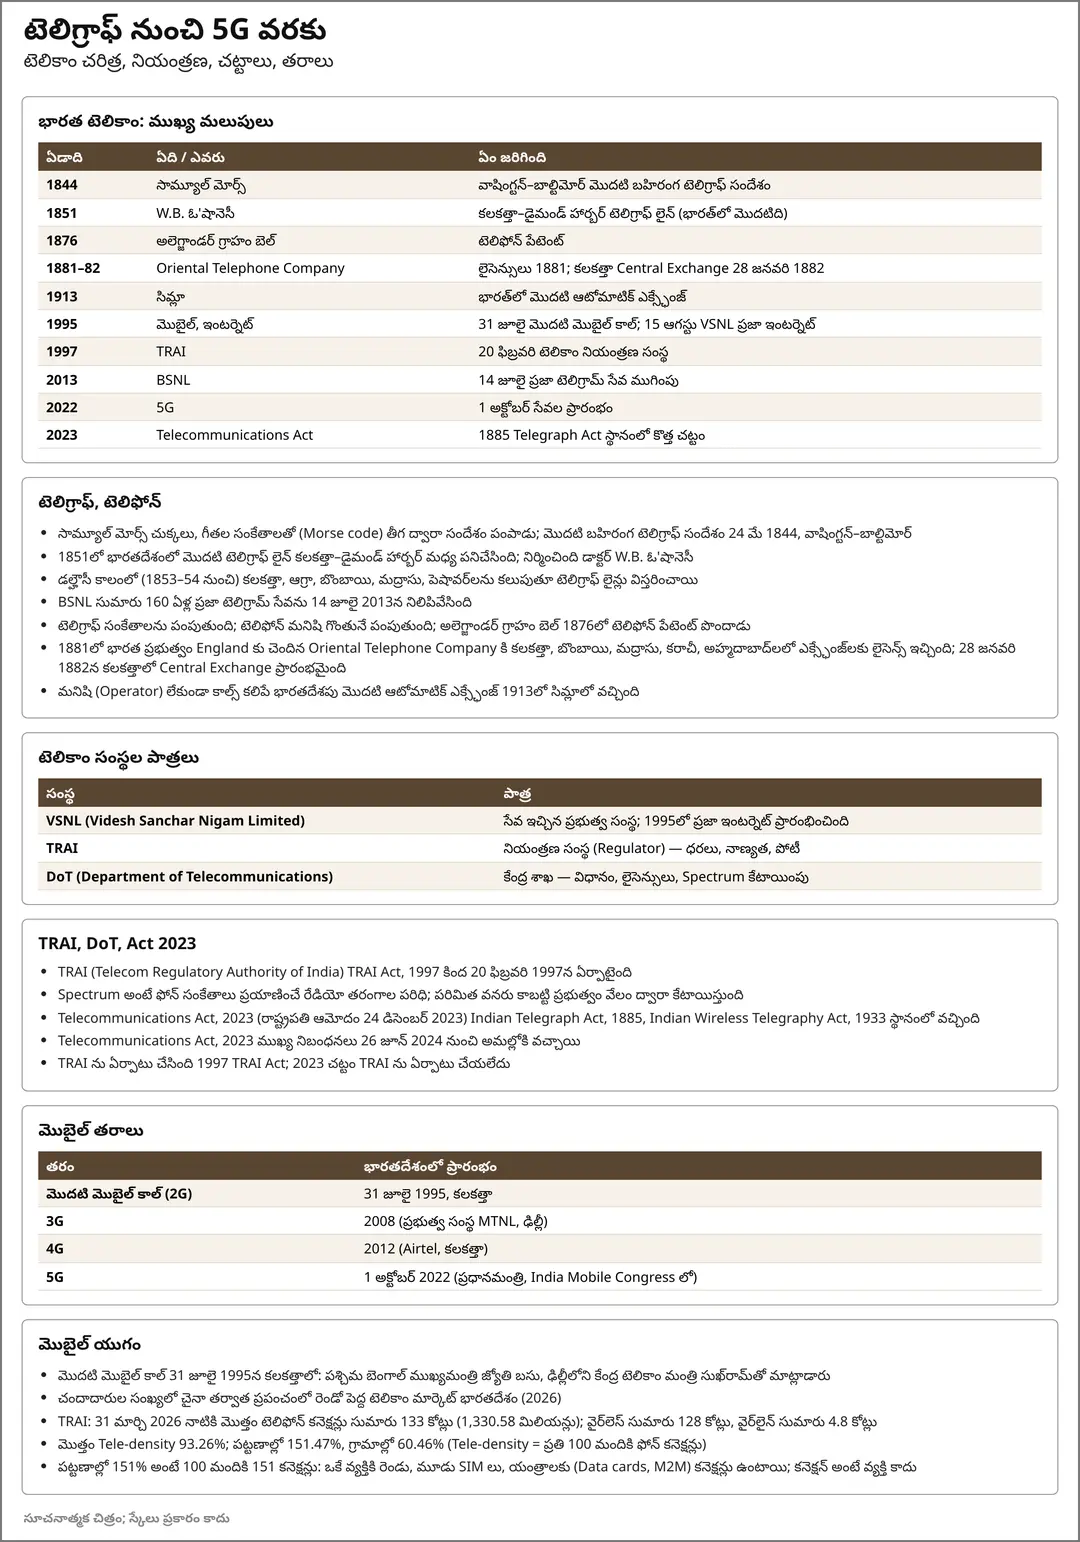 టెలిగ్రాఫ్ నుంచి 5G వరకు
టెలికాం చరిత్ర, నియంత్రణ, చట్టాలు, తరాలు
భారత టెలికాం: ముఖ్య మలుపులు
ఏడాది ఏది / ఎవరు ఏం జరిగింది
1844 సామ్యూల్ మోర్స్ వాషింగ్టన్–బాల్టిమోర్ మొదటి బహిరంగ టెలిగ్రాఫ్ సందేశం
1851 W.B. ఓ'షానెసీ కలకత్తా–డైమండ్ హార్బర్ టెలిగ్రాఫ్ లైన్ (భారత్‌లో మొదటిది)
1876 అలెగ్జాండర్ గ్రాహం బెల్ టెలిఫోన్ పేటెంట్
1881–82 Oriental Telephone Company లైసెన్సులు 1881; కలకత్తా Central Exchange 28 జనవరి 1882
1913 సిమ్లా భారత్‌లో మొదటి ఆటోమాటిక్ ఎక్స్ఛేంజ్
1995 మొబైల్, ఇంటర్నెట్ 31 జూలై మొదటి మొబైల్ కాల్; 15 ఆగస్టు VSNL ప్రజా ఇంటర్నెట్
1997 TRAI 20 ఫిబ్రవరి టెలికాం నియంత్రణ సంస్థ
2013 BSNL 14 జూలై ప్రజా టెలిగ్రామ్ సేవ ముగింపు
2022 5G 1 అక్టోబర్ సేవల ప్రారంభం
2023 Telecommunications Act 1885 Telegraph Act స్థానంలో కొత్త చట్టం
టెలిగ్రాఫ్, టెలిఫోన్
• సామ్యూల్ మోర్స్ చుక్కలు, గీతల సంకేతాలతో (Morse code) తీగ ద్వారా సందేశం పంపాడు; మొదటి బహిరంగ టెలిగ్రాఫ్ సందేశం 24 మే 1844, వాషింగ్టన్–బాల్టిమోర్
• 1851లో భారతదేశంలో మొదటి టెలిగ్రాఫ్ లైన్ కలకత్తా–డైమండ్ హార్బర్ మధ్య పనిచేసింది; నిర్మించింది డాక్టర్ W.B. ఓ'షానెసీ
• డల్హౌసీ కాలంలో (1853–54 నుంచి) కలకత్తా, ఆగ్రా, బొంబాయి, మద్రాసు, పెషావర్‌లను కలుపుతూ టెలిగ్రాఫ్ లైన్లు విస్తరించాయి
• BSNL సుమారు 160 ఏళ్ల ప్రజా టెలిగ్రామ్ సేవను 14 జూలై 2013న నిలిపివేసింది
• టెలిగ్రాఫ్ సంకేతాలను పంపుతుంది; టెలిఫోన్ మనిషి గొంతునే పంపుతుంది; అలెగ్జాండర్ గ్రాహం బెల్ 1876లో టెలిఫోన్ పేటెంట్ పొందాడు
• 1881లో భారత ప్రభుత్వం England కు చెందిన Oriental Telephone Company కి కలకత్తా, బొంబాయి, మద్రాసు, కరాచీ, అహ్మదాబాద్‌లలో ఎక్స్ఛేంజ్‌లకు లైసెన్స్ ఇచ్చింది; 28 జనవరి
1882న కలకత్తాలో Central Exchange ప్రారంభమైంది
• మనిషి (Operator) లేకుండా కాల్స్ కలిపే భారతదేశపు మొదటి ఆటోమాటిక్ ఎక్స్ఛేంజ్ 1913లో సిమ్లాలో వచ్చింది
టెలికాం సంస్థల పాత్రలు
సంస్థ పాత్ర
VSNL (Videsh Sanchar Nigam Limited) సేవ ఇచ్చిన ప్రభుత్వ సంస్థ; 1995లో ప్రజా ఇంటర్నెట్ ప్రారంభించింది
TRAI నియంత్రణ సంస్థ (Regulator) — ధరలు, నాణ్యత, పోటీ
DoT (Department of Telecommunications) కేంద్ర శాఖ — విధానం, లైసెన్సులు, Spectrum కేటాయింపు
TRAI, DoT, Act 2023
• TRAI (Telecom Regulatory Authority of India) TRAI Act, 1997 కింద 20 ఫిబ్రవరి 1997న ఏర్పాటైంది
• Spectrum అంటే ఫోన్ సంకేతాలు ప్రయాణించే రేడియో తరంగాల పరిధి; పరిమిత వనరు కాబట్టి ప్రభుత్వం వేలం ద్వారా కేటాయిస్తుంది
• Telecommunications Act, 2023 (రాష్ట్రపతి ఆమోదం 24 డిసెంబర్ 2023) Indian Telegraph Act, 1885, Indian Wireless Telegraphy Act, 1933 స్థానంలో వచ్చింది
• Telecommunications Act, 2023 ముఖ్య నిబంధనలు 26 జూన్ 2024 నుంచి అమల్లోకి వచ్చాయి
• TRAI ను ఏర్పాటు చేసింది 1997 TRAI Act; 2023 చట్టం TRAI ను ఏర్పాటు చేయలేదు
మొబైల్ తరాలు
తరం భారతదేశంలో ప్రారంభం
మొదటి మొబైల్ కాల్ (2G) 31 జూలై 1995, కలకత్తా
3G 2008 (ప్రభుత్వ సంస్థ MTNL, ఢిల్లీ)
4G 2012 (Airtel, కలకత్తా)
5G 1 అక్టోబర్ 2022 (ప్రధానమంత్రి, India Mobile Congress లో)
మొబైల్ యుగం
• మొదటి మొబైల్ కాల్ 31 జూలై 1995న కలకత్తాలో: పశ్చిమ బెంగాల్ ముఖ్యమంత్రి జ్యోతి బసు, ఢిల్లీలోని కేంద్ర టెలికాం మంత్రి సుఖ్‌రామ్‌తో మాట్లాడారు
• చందాదారుల సంఖ్యలో చైనా తర్వాత ప్రపంచంలో రెండో పెద్ద టెలికాం మార్కెట్ భారతదేశం (2026)
• TRAI: 31 మార్చి 2026 నాటికి మొత్తం టెలిఫోన్ కనెక్షన్లు సుమారు 133 కోట్లు (1,330.58 మిలియన్లు); వైర్‌లెస్ సుమారు 128 కోట్లు, వైర్‌లైన్ సుమారు 4.8 కోట్లు
• మొత్తం Tele-density 93.26%; పట్టణాల్లో 151.47%, గ్రామాల్లో 60.46% (Tele-density = ప్రతి 100 మందికి ఫోన్ కనెక్షన్లు)
• పట్టణాల్లో 151% అంటే 100 మందికి 151 కనెక్షన్లు: ఒకే వ్యక్తికి రెండు, మూడు SIM లు, యంత్రాలకు (Data cards, M2M) కనెక్షన్లు ఉంటాయి; కనెక్షన్ అంటే వ్యక్తి కాదు
సూచనాత్మక చిత్రం; స్కేలు ప్రకారం కాదు